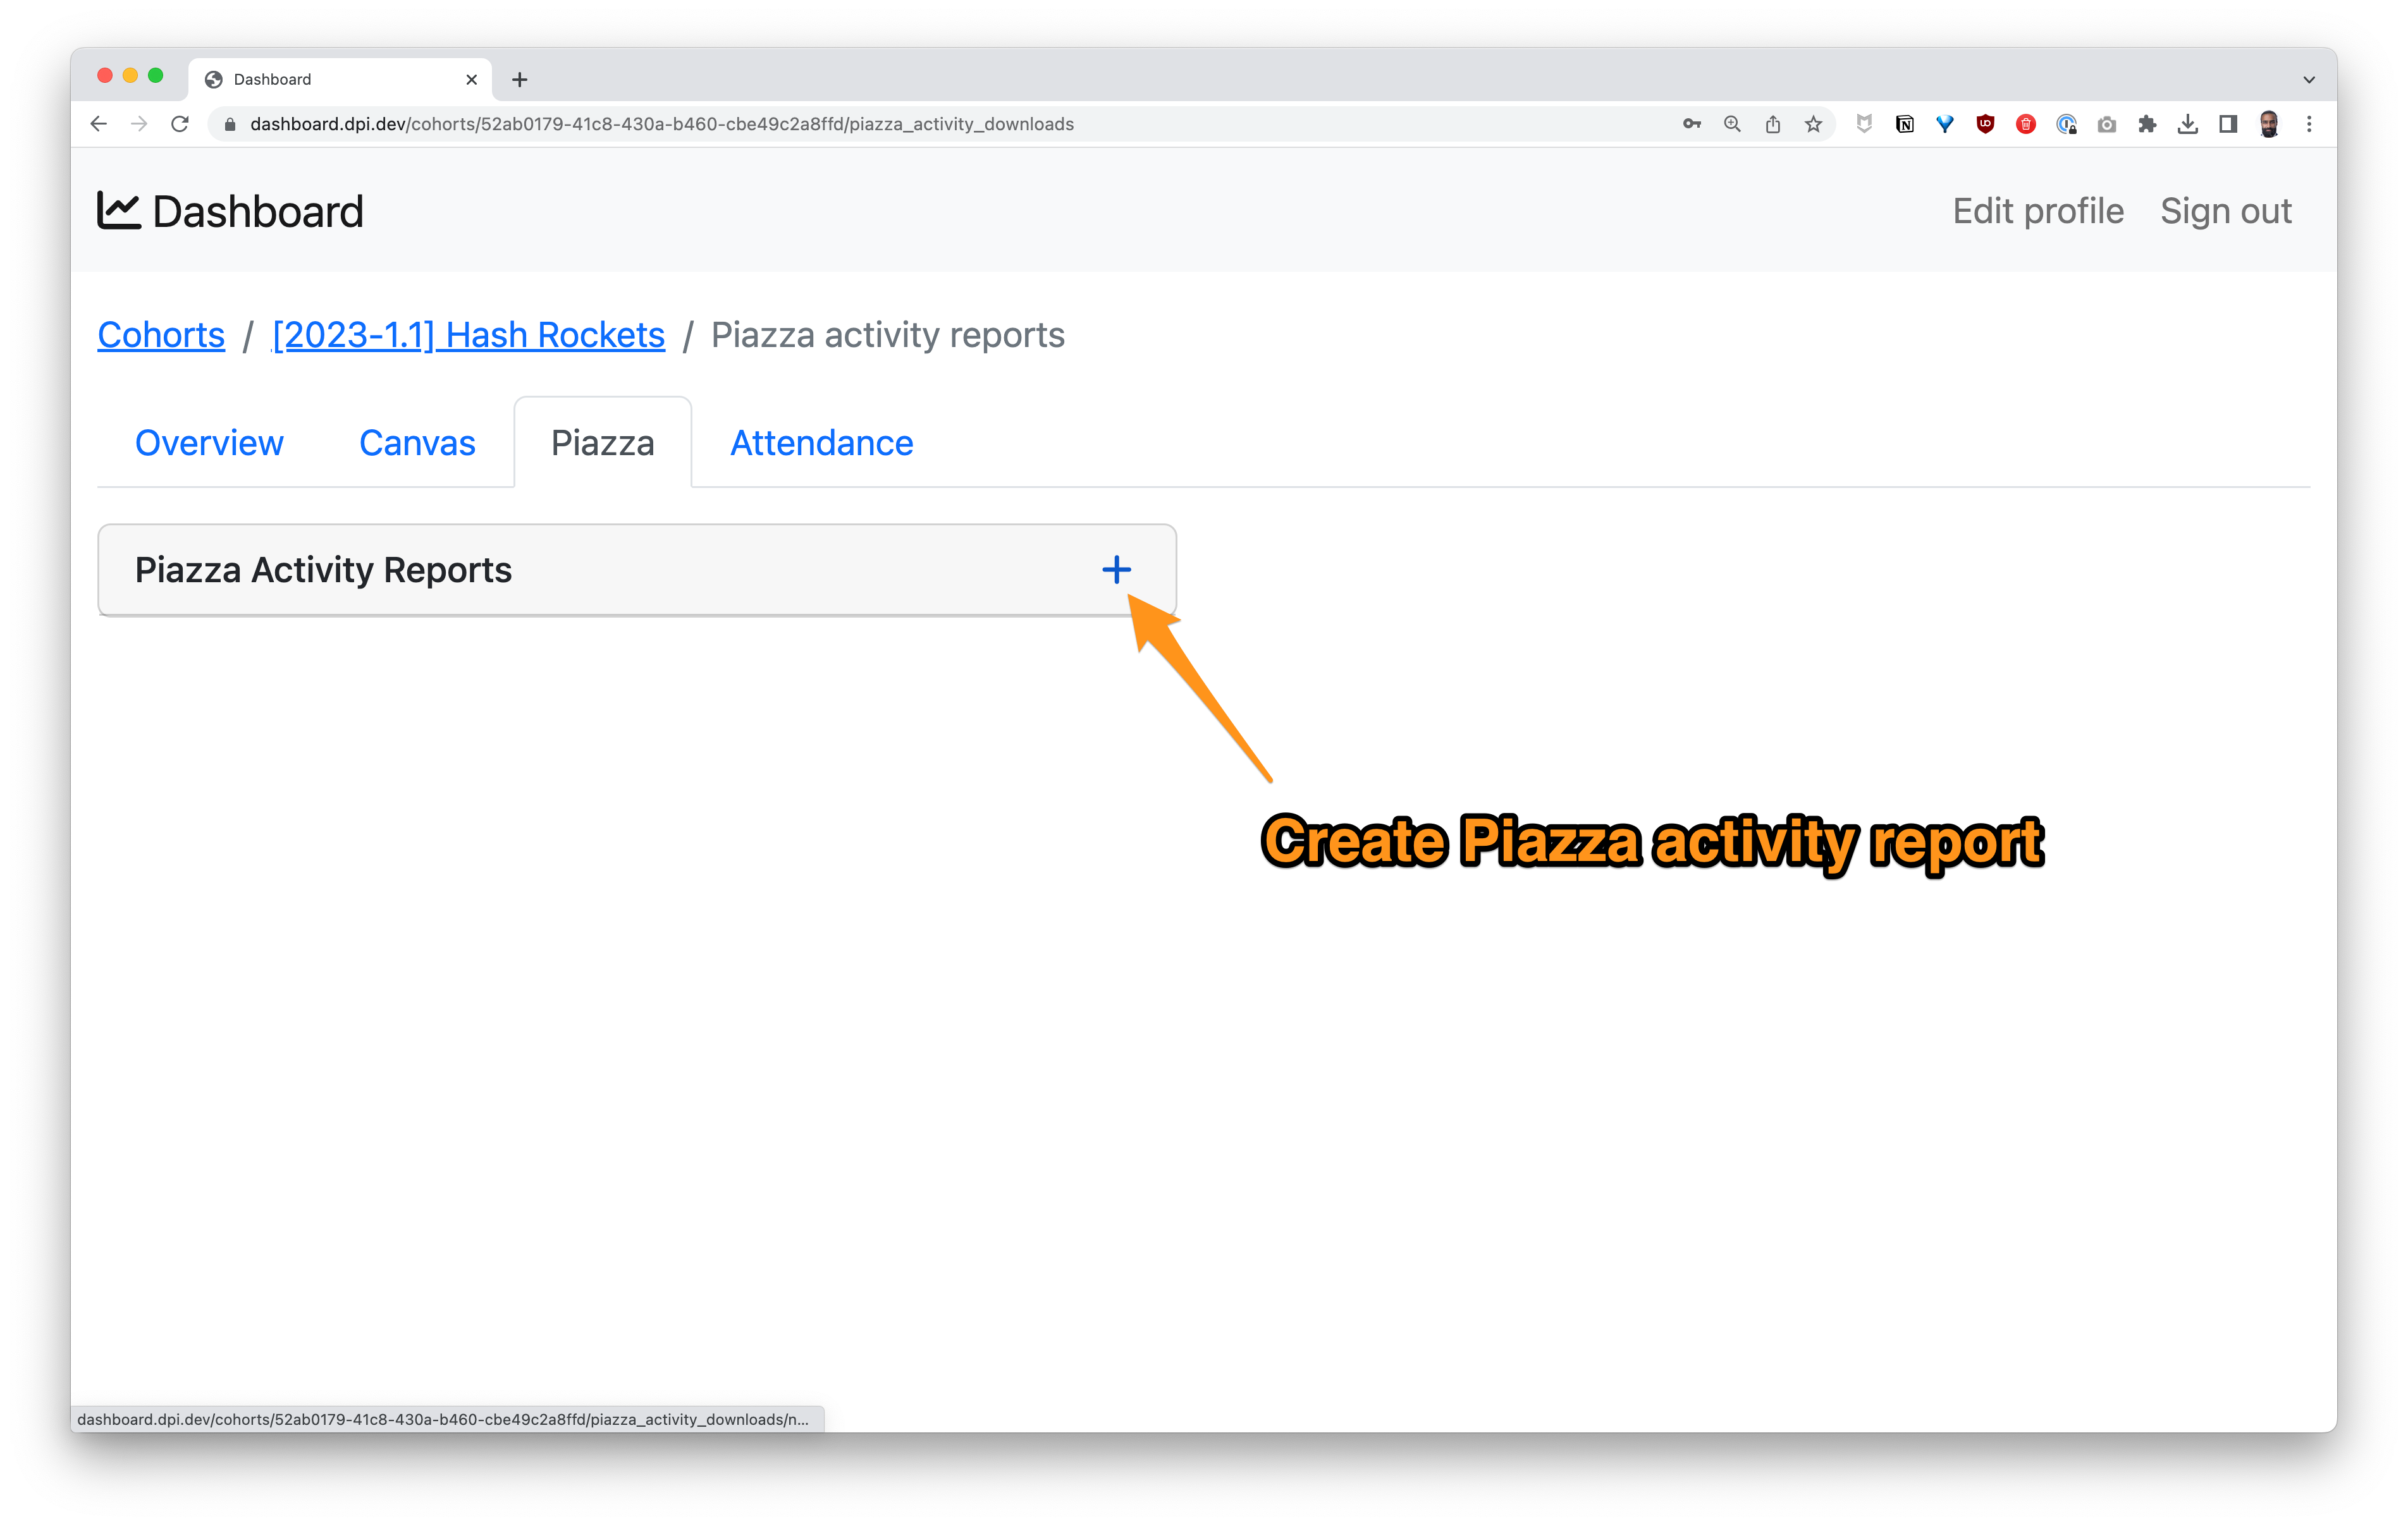 Dashboard
dashboard.dpi.dev/cohorts/52ab0179-41c8-430a-b460-cbe49c2a8ffd/piazza_activity_downloads
Dashboard
Edit profile Sign out
Cohorts / [2023-1.1] Hash Rockets / Piazza activity reports
Overview Canvas Piazza Attendance
Piazza Activity Reports
Create Piazza activity report
dashboard.dpi.dev/cohorts/52ab0179-41c8-430a-b460-cbe49c2a8ffd/piazza_activity_downloads/n...